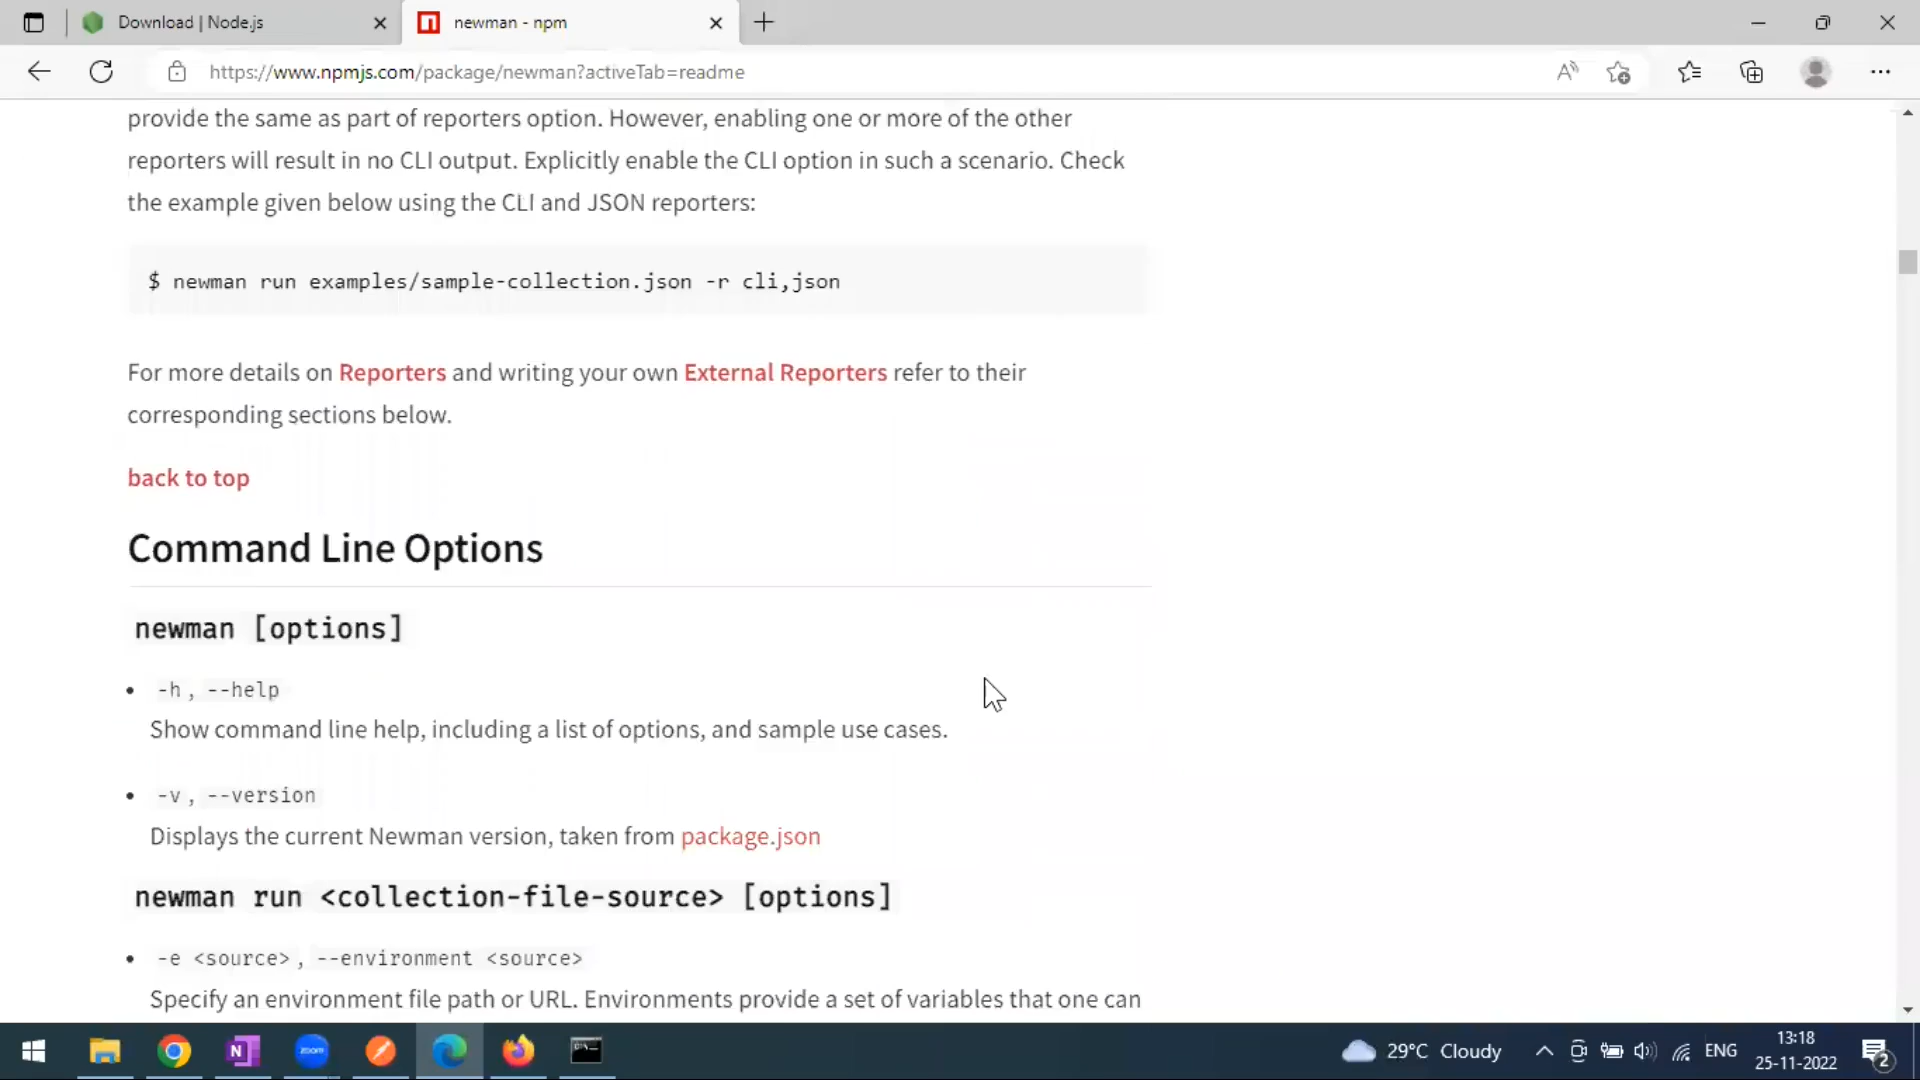 Download | Node.js
newman - npm
https://www.npmjs.com/package/newman?activeTab=readme
provide the same as part of reporters option. However, enabling one or more of the other
reporters will result in no CLI output. Explicitly enable the CLI option in such a scenario. Check
the example given below using the CLI and JSON reporters:
$ newman run examples/sample-collection.json -r cli,json
For more details on Reporters and writing your own External Reporters refer to their
corresponding sections below.
back to top
Command Line Options
newman [options]
-h , --help
Show command line help, including a list of options, and sample use cases.
-v , --version
Displays the current Newman version, taken from package.json
newman run <collection-file-source> [options]
-e <source> , --environment <source>
Specify an environment file path or URL. Environments provide a set of variables that one can
zoom
29°C Cloudy
ENG
13:18
25-11-2022
2